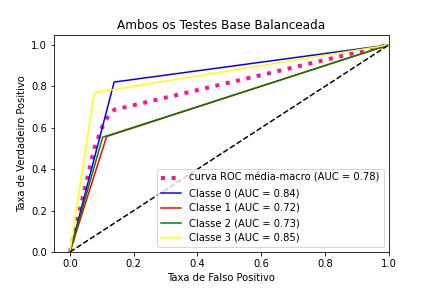 Ambos os Testes Base Balanceada
Taxa de Verdadeiro Positivo
1.0
0.8
0.6
0.4
0.2
0.0
curva ROC média-macro (AUC = 0.78)
Classe 0 (AUC = 0.84)
Classe 1 (AUC = 0.72)
Classe 2 (AUC = 0.73)
Classe 3 (AUC = 0.85)
0.0 0.2 0.4 0.6 0.8 1.0
Taxa de Falso Positivo